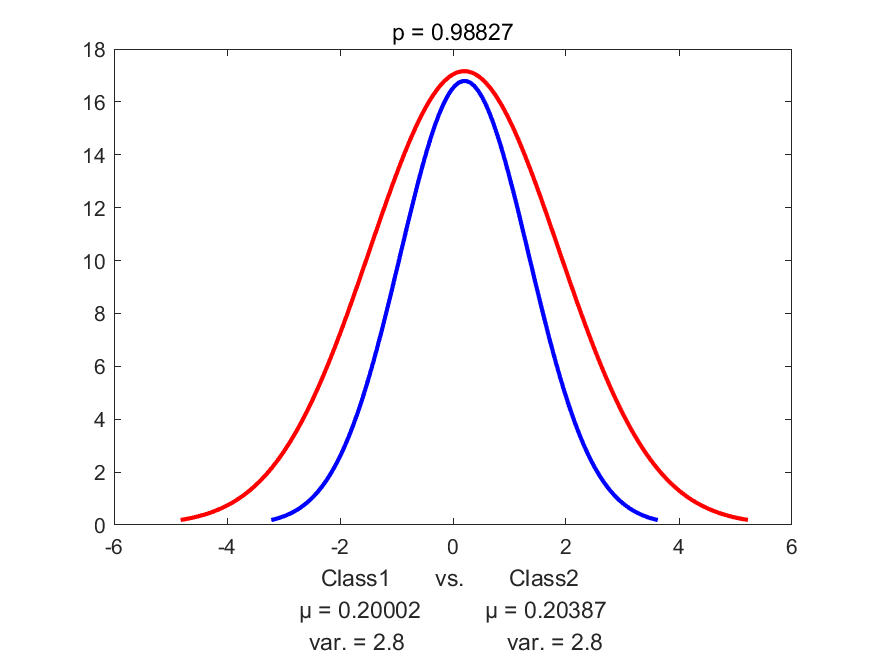 p = 0.98827
18
16
14
12
10
8
6
4
2
0
-6 -4 -2 0 2 4 6
Class1 vs. Class2
μ = 0.20002 μ = 0.20387
var. = 2.8 var. = 2.8